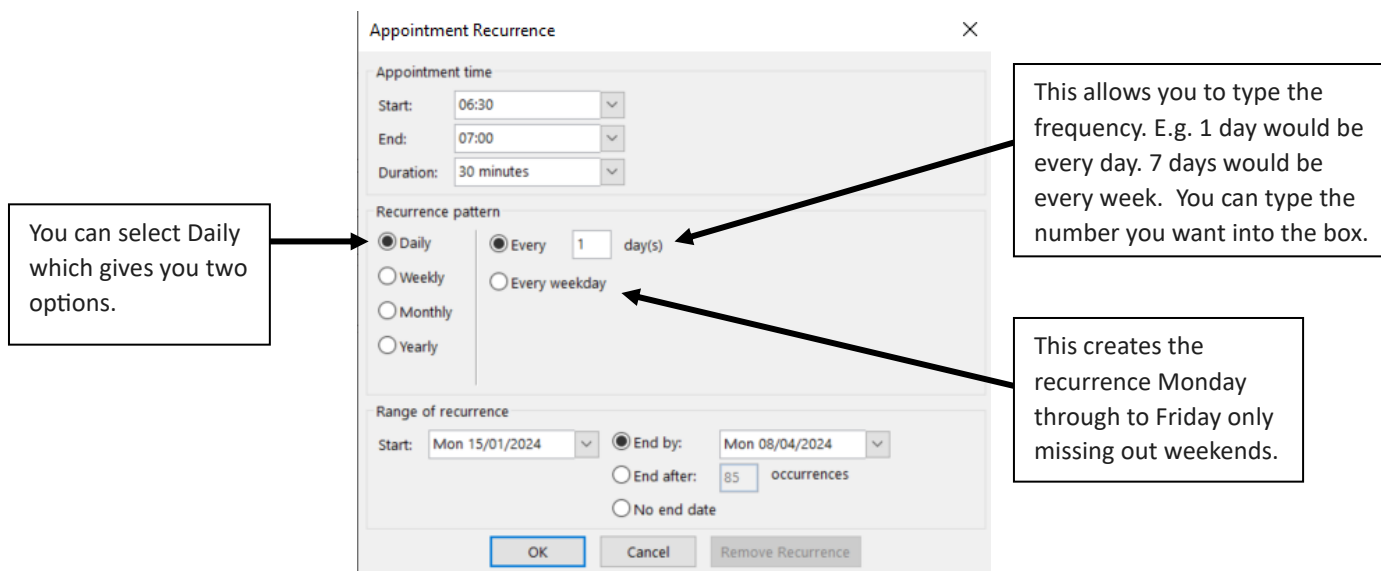 Appointment Recurrence
Appointment time
Start: 06:30
End: 07:00
Duration: 30 minutes
This allows you to type the
frequency. E.g. 1 day would be
every day. 7 days would be
every week.  You can type the
number you want into the box.
You can select Daily
which gives you two
options.
Recurrence pattern
Daily Every 1 day(s)
Weekly Every weekday
Monthly
Yearly
This creates the
recurrence Monday
through to Friday only
missing out weekends.
Range of recurrence
Start: Mon 15/01/2024 End by: Mon 08/04/2024
End after: 85 occurrences
No end date
OK Cancel Remove Recurrence